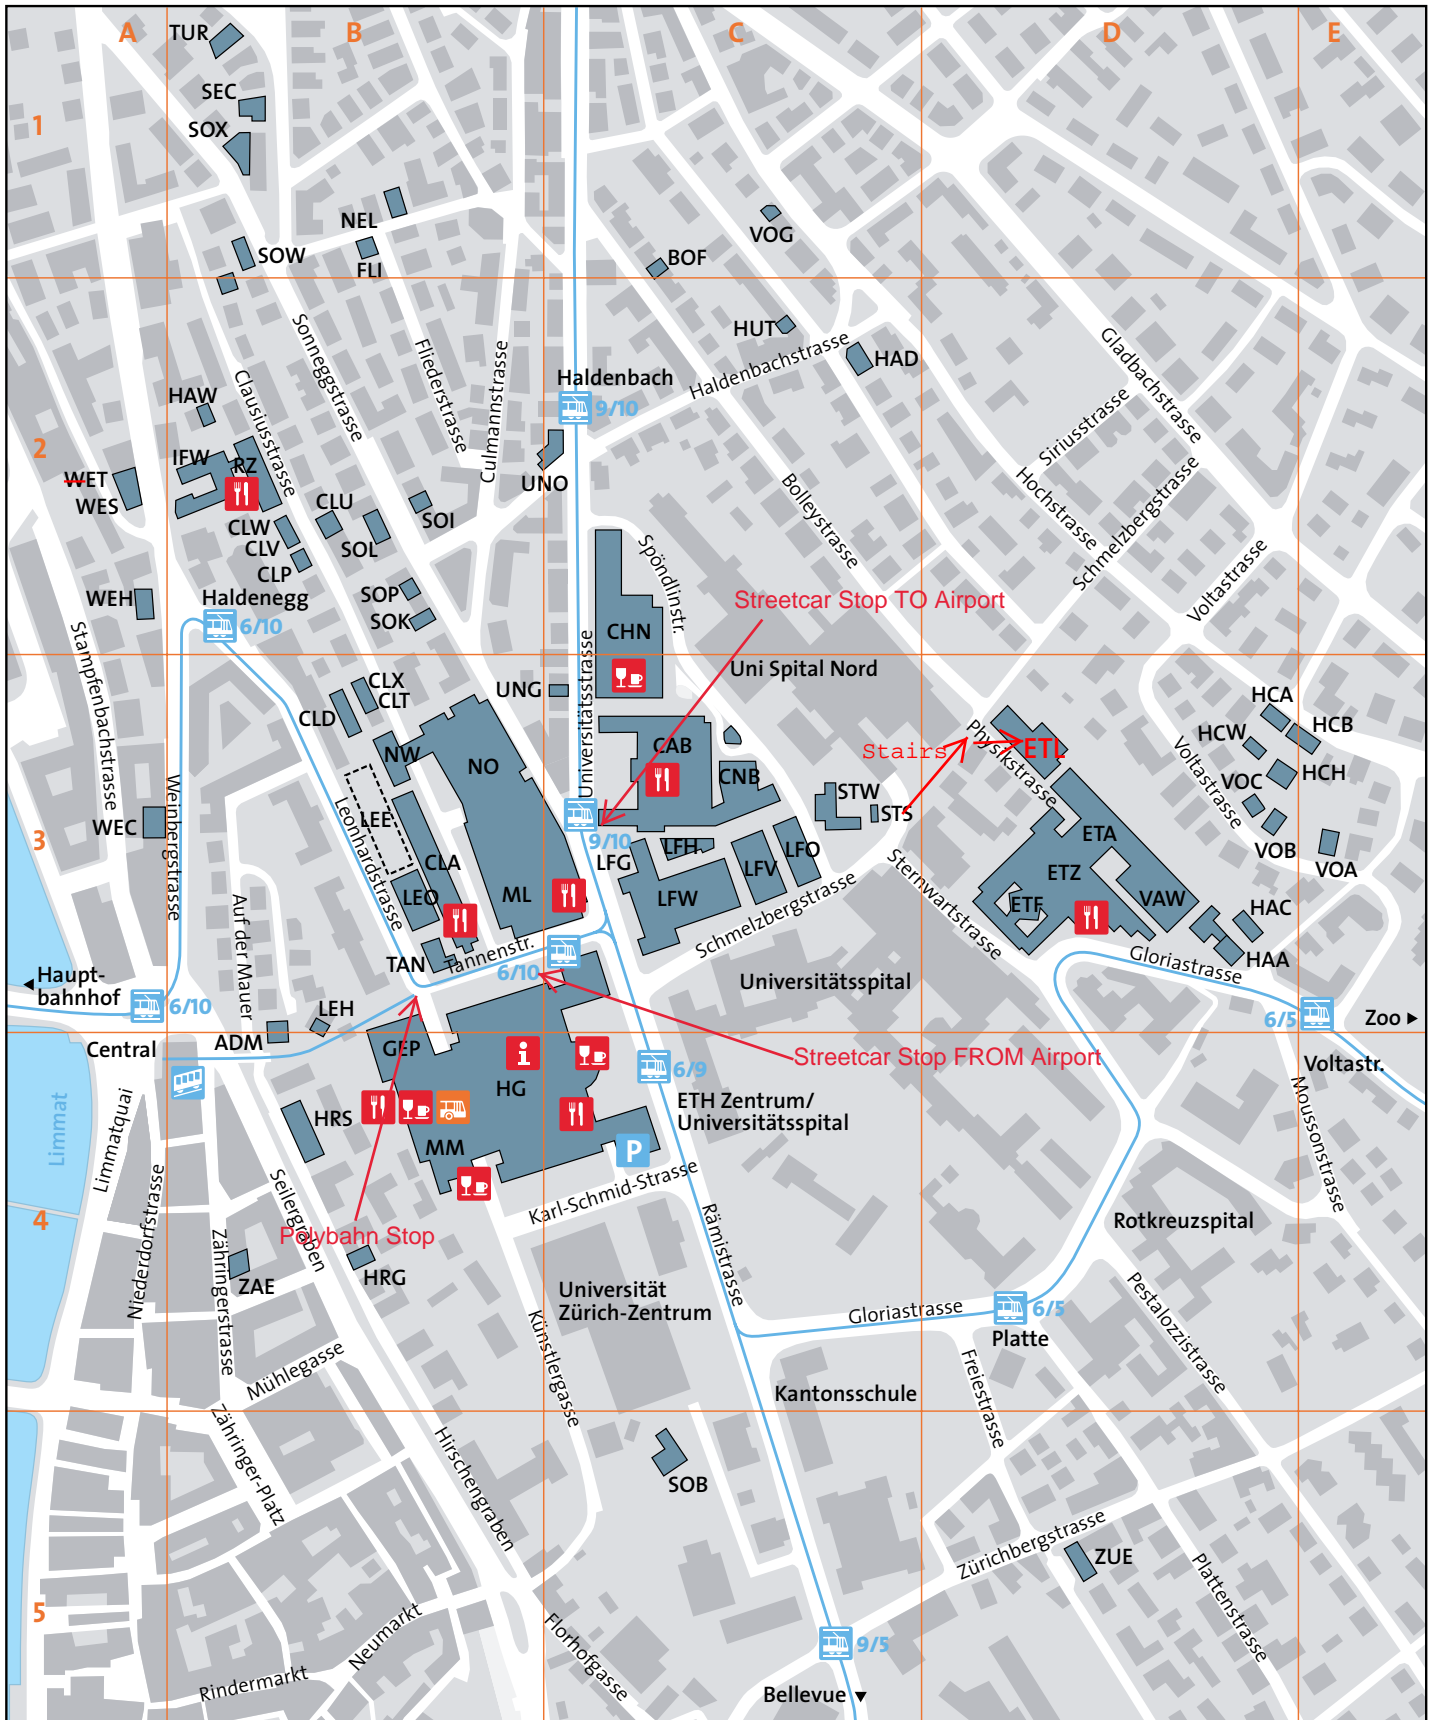 A
B
C
D
E
1
2
3
4
5
TUR
SEC
SOX
NEL
SOW
FLI
VOG
BOF
HUT
HAD
Haldenbachstrasse
Gladbachstrasse
Siriusstrasse
Hochstrasse
Schmelzbergstrasse
Sonneggstrasse
Fliederstrasse
Culmannstrasse
Clausiusstrasse
Haldenbach
9/10
HAW
IFW
RZ
WET
WES
CLU
CLW
CLV
CLP
SOL
SOI
UNO
Bolleystrasse
Spöndlinstr.
Voltastrasse
WEH
Haldenegg
6/10
SOP
SOK
CHN
Streetcar Stop TO Airport
Stampfenbachstrasse
Universitätsstrasse
Uni Spital Nord
CLX
CLT
CLD
UNG
NW
NO
CAB
CNB
Stairs
Physikstrasse
ETL
HCA
HCB
HCW
HCH
VOC
VOB
VOA
Voltastrasse
WEC
Weinbergstrasse
Leonhardstrasse
LEE
CLA
LEO
ML
9/10
LFG
LFH
LFW
LFV
LFO
STW
STS
ETA
ETZ
ETF
VAW
HAC
HAA
Sternwartstrasse
Schmelzbergstrasse
Auf der Mauer
TAN
Tannenstr.
6/10
Universitätsspital
Gloriastrasse
Haupt-
bahnhof
6/10
LEH
ADM
Central
6/5
Zoo
Voltastr.
Streetcar Stop FROM Airport
GEP
HG
6/9
ETH Zentrum/
Universitätsspital
HRS
MM
P
Limmat
Limmatquai
Niederdorfstrasse
Seilergraben
Karl-Schmid-Strasse
Rämistrasse
Moussonstrasse
Polybahn Stop
ZAE
Zähringerstrasse
HRG
Universität
Zürich-Zentrum
Rotkreuzspital
Gloriastrasse
6/5
Platte
Pestalozzistrasse
Künstlergasse
Mühlegasse
Freiestrasse
Kantonsschule
Zähringer-Platz
Hirschengraben
SOB
Zürichbergstrasse
ZUE
Plattenstrasse
Neumarkt
Florhofgasse
Rindermarkt
9/5
Bellevue